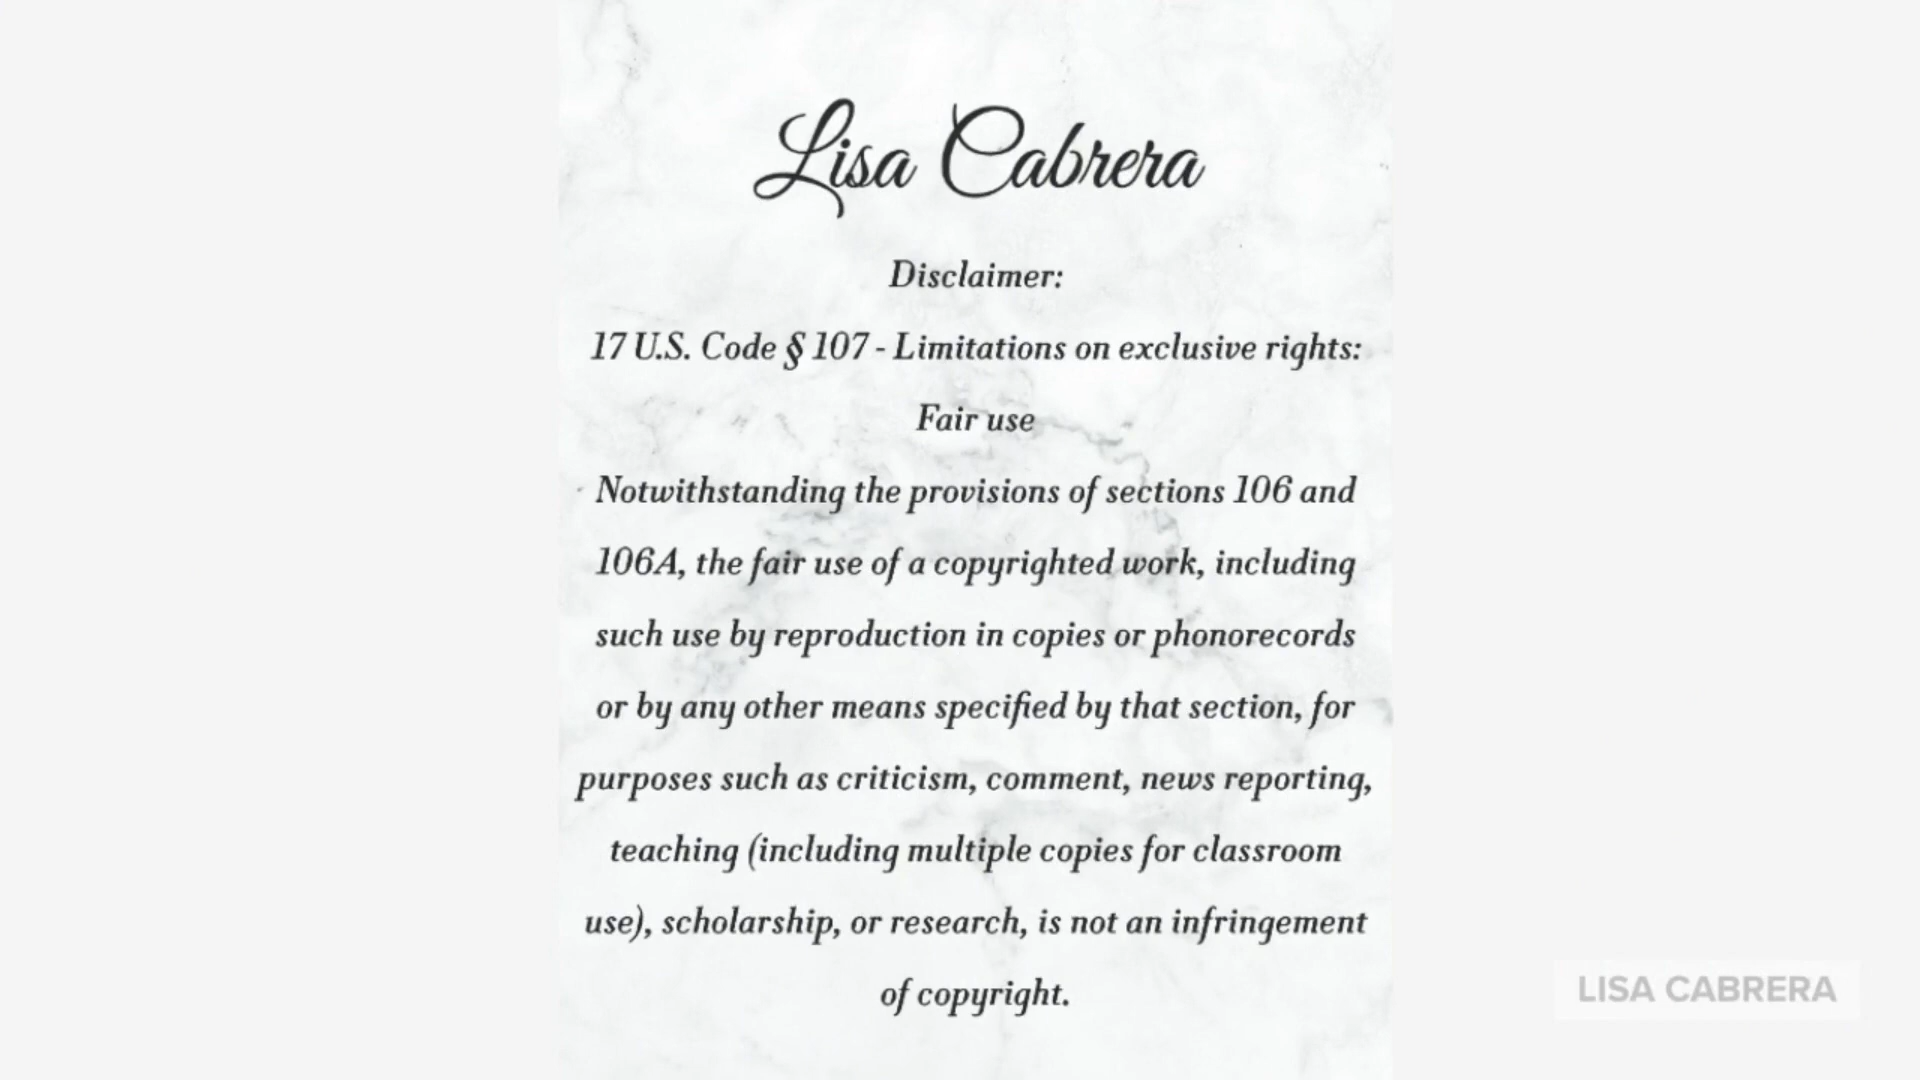 Lisa Cabrera
Disclaimer:
17 U.S. Code § 107 - Limitations on exclusive rights:
Fair use
Notwithstanding the provisions of sections 106 and
106A, the fair use of a copyrighted work, including
such use by reproduction in copies or phonorecords
or by any other means specified by that section, for
purposes such as criticism, comment, news reporting,
teaching (including multiple copies for classroom
use), scholarship, or research, is not an infringement
of copyright.
LISA CABRERA